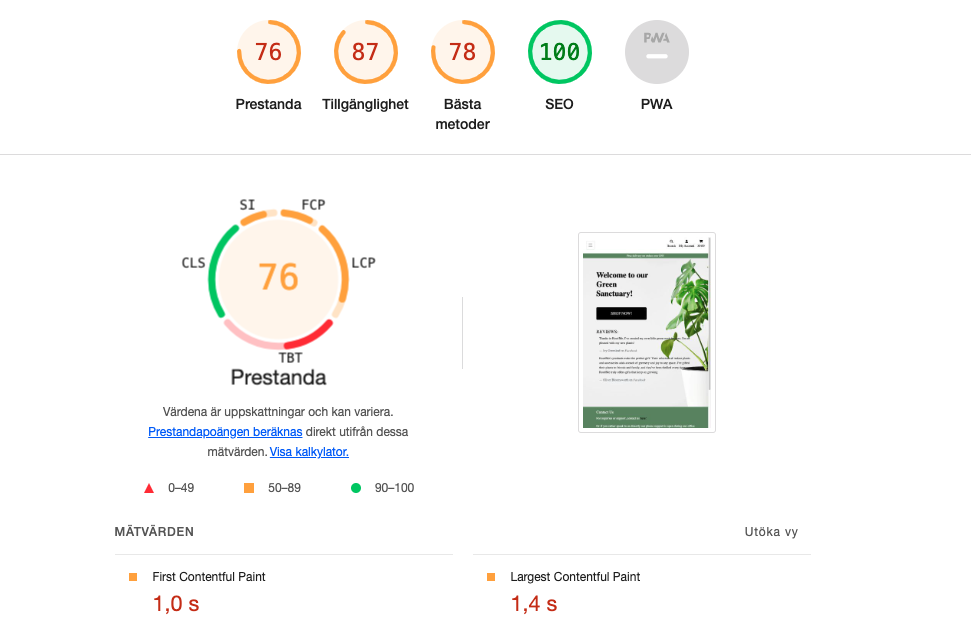 76
87
78
100
PWA
Prestanda
Tillgänglighet
Bästa
metoder
SEO
PWA
SI
FCP
CLS
LCP
76
TBT
Prestanda
Värdena är uppskattningar och kan variera.
Prestandapoängen beräknas direkt utifrån dessa
mätvärden. Visa kalkylator.
0–49
50–89
90–100
Welcome to our
Green
Sanctuary!
SHOP NOW!
REVIEWS
Contact Us
MÄTVÄRDEN
Utöka vy
First Contentful Paint
1,0 s
Largest Contentful Paint
1,4 s